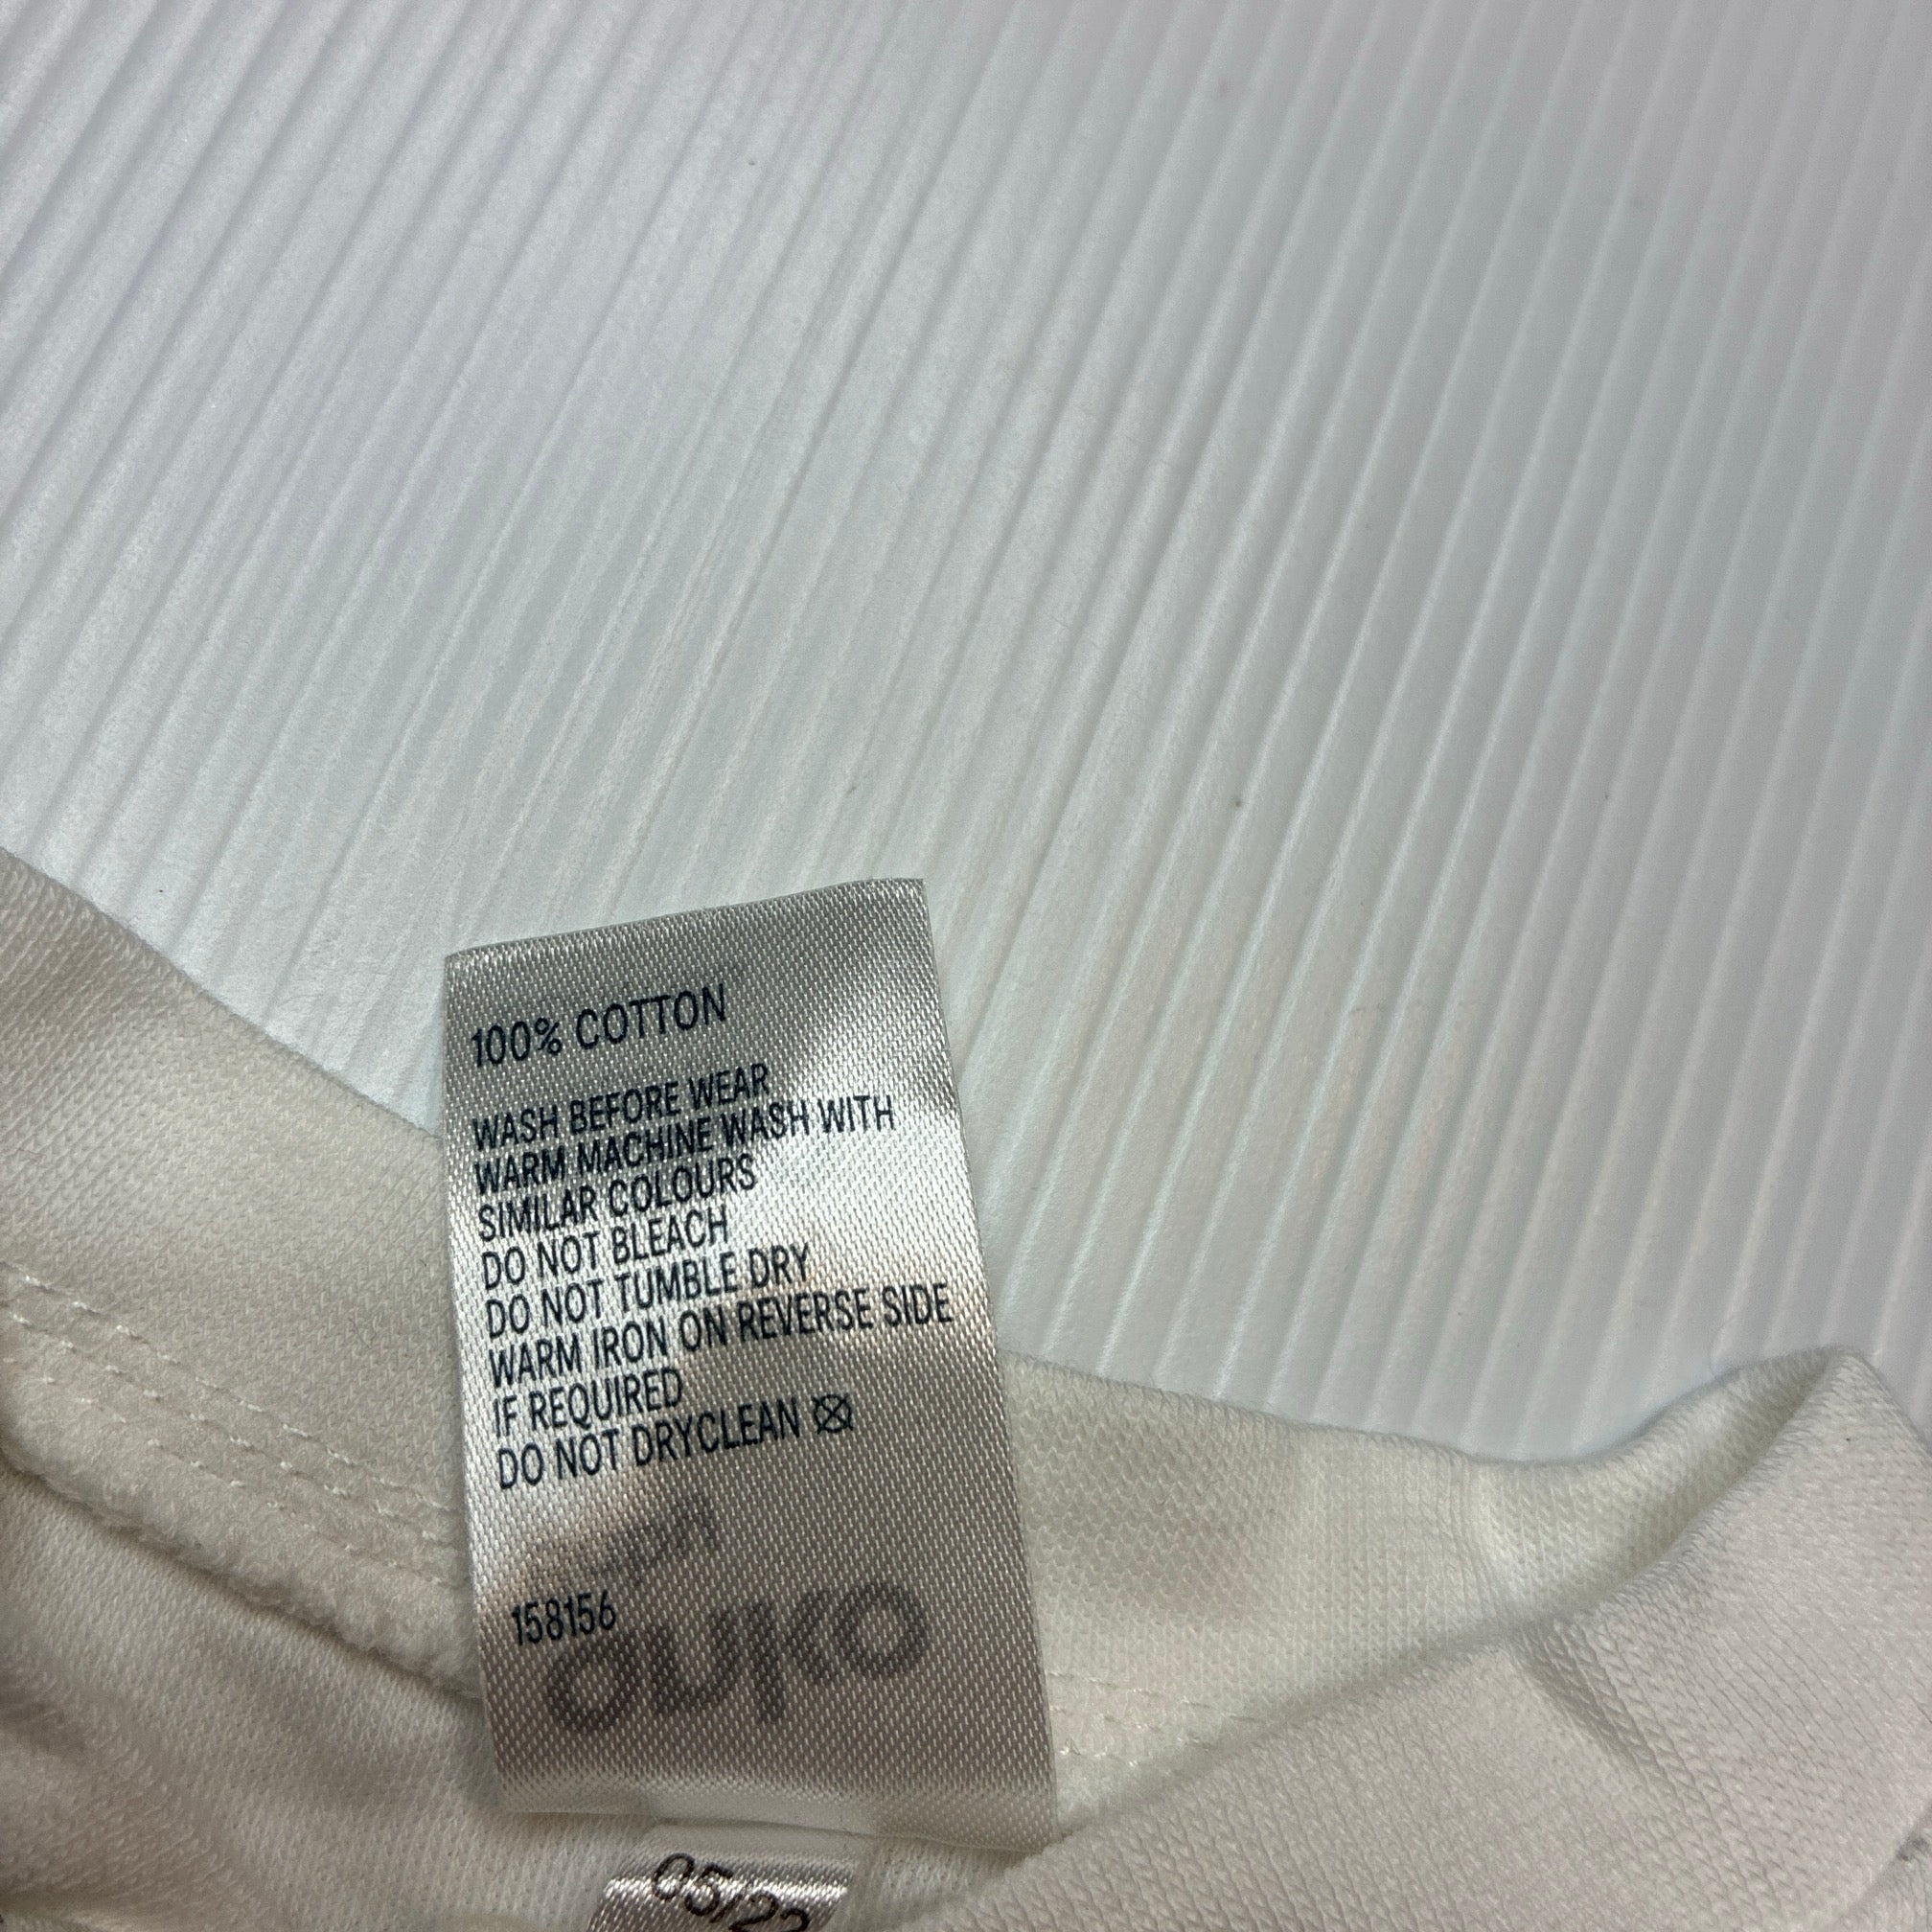 100% COTTON
WASH BEFORE WEAR
WARM MACHINE WASH WITH
SIMILAR COLOURS
DO NOT BLEACH
DO NOT TUMBLE DRY
WARM IRON ON REVERSE SIDE
IF REQUIRED
DO NOT DRYCLEAN
158156